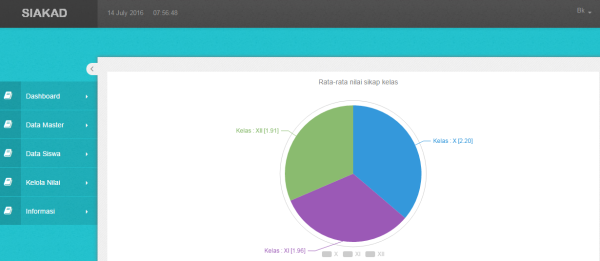 SIAKAD
14 July 2016 07:56:48
Bk
Dashboard
Data Master
Data Siswa
Kelola Nilai
Informasi
Rata-rata nilai sikap kelas
Kelas : XII [1.91]
Kelas : X [2.20]
Kelas : XI [1.96]
X XI XII